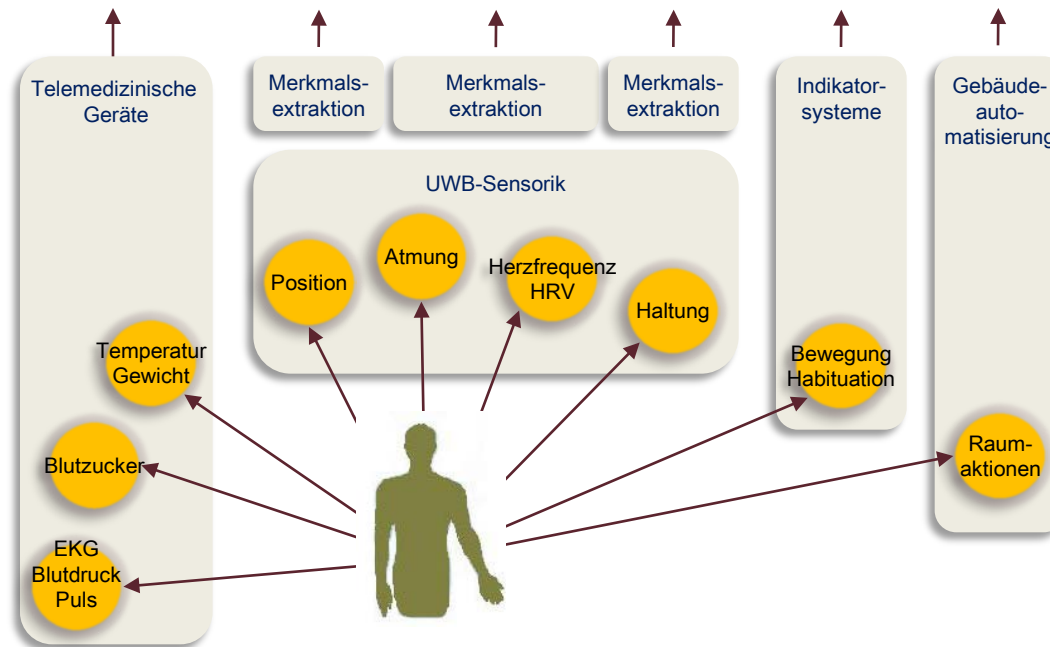 Telemedizinische
Geräte
Merkmals-
extraktion
Merkmals-
extraktion
Merkmals-
extraktion
Indikator-
systeme
Gebäude-
auto-
matisierung
UWB-Sensorik
Position
Atmung
Herzfrequenz
HRV
Haltung
Temperatur
Gewicht
Blutzucker
EKG
Blutdruck
Puls
Bewegung
Habituation
Raum-
aktionen